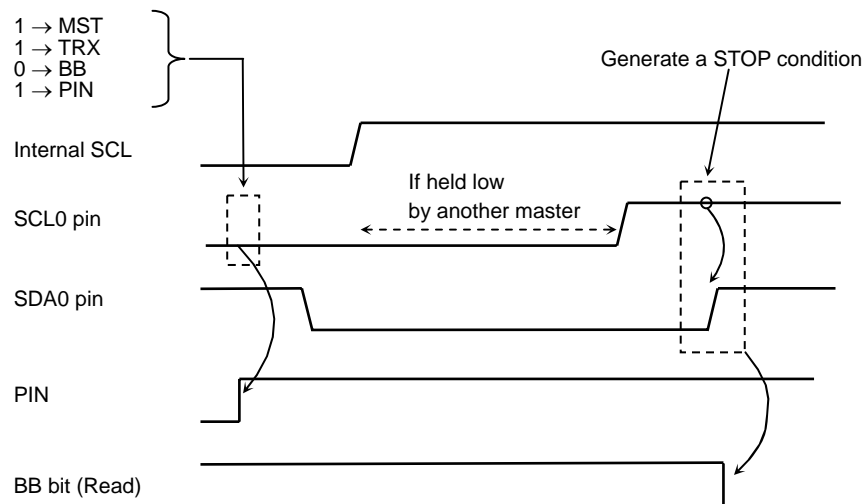 1 → MST
1 → TRX
0 → BB
1 → PIN
Generate a STOP condition
Internal SCL
If held low
by another master
SCL0 pin
SDA0 pin
PIN
BB bit (Read)